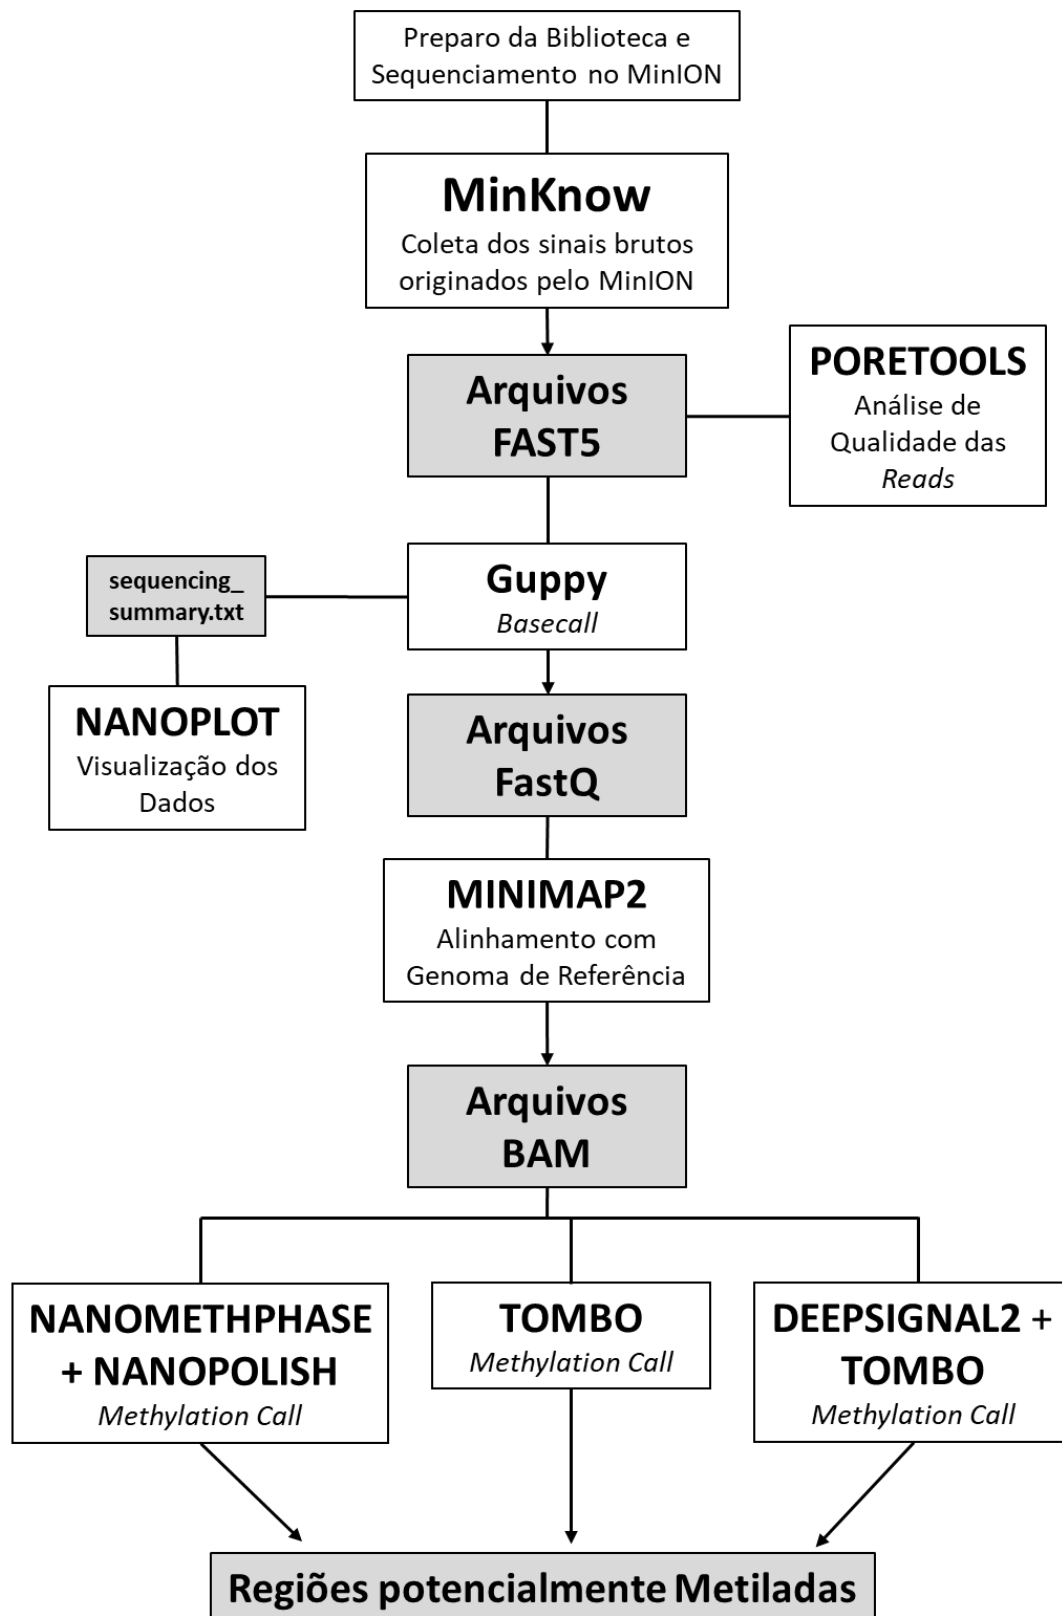 Preparo da Biblioteca e
Sequenciamento no MinION
MinKnow
Coleta dos sinais brutos
originados pelo MinION
Arquivos
FAST5
PORETOOLS
Análise de
Qualidade das
Reads
Guppy
Basecall
sequencing_
summary.txt
NANOPLOT
Visualização dos
Dados
Arquivos
FastQ
MINIMAP2
Alinhamento com
Genoma de Referência
Arquivos
BAM
NANOMETHPHASE
+ NANOPOLISH
Methylation Call
TOMBO
Methylation Call
DEEPSIGNAL2 +
TOMBO
Methylation Call
Regiões potencialmente Metiladas